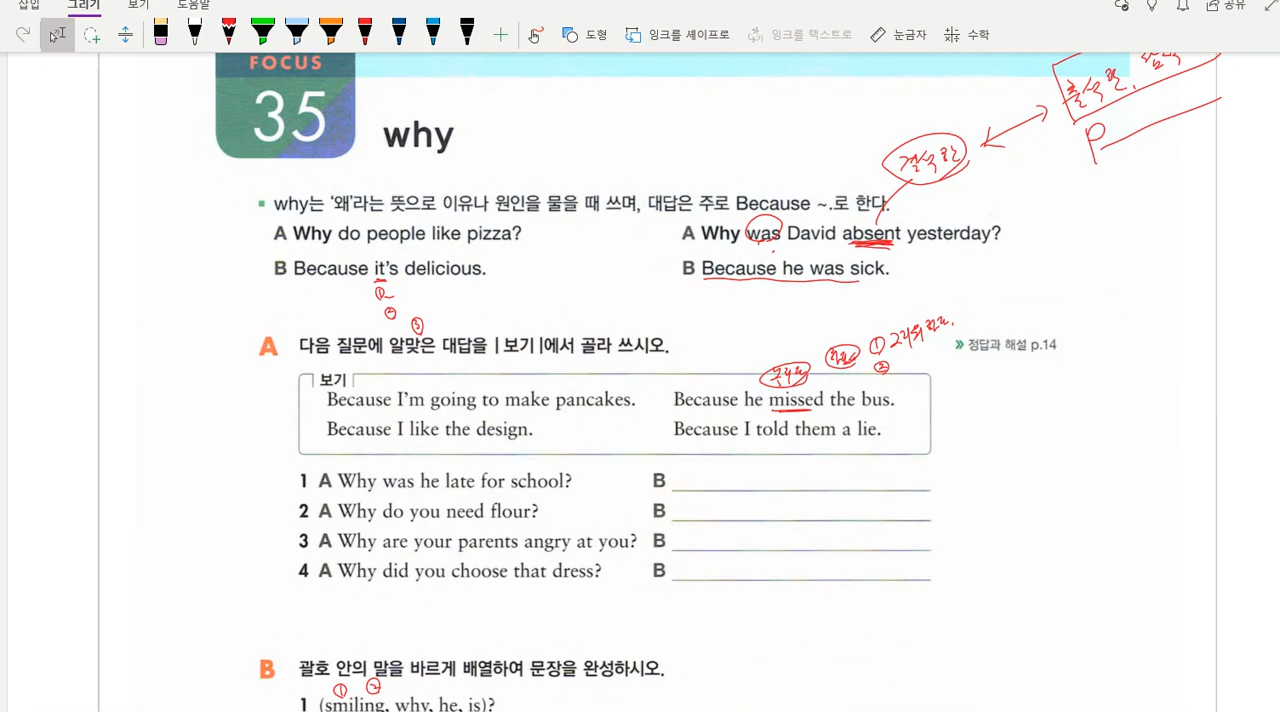 삽입 그리기 보기 도움말
공유
도형 잉크를 셰이프로 잉크를 텍스트로 눈금자 수학
FOCUS
35
why
출석한,
P
결석한
why는 '왜'라는 뜻으로 이유나 원인을 물을 때 쓰며, 대답은 주로 Because ~.로 한다.
A Why do people like pizza?
B Because it's delicious.
A Why was David absent yesterday?
B Because he was sick.
①
②
③
A 다음 질문에 알맞은 대답을 | 보기 |에서 골라 쓰시오.
» 정답과 해설 p.14
①
②
보기
Because I'm going to make pancakes. Because he missed the bus.
Because I like the design. Because I told them a lie.
1 A Why was he late for school? B
2 A Why do you need flour? B
3 A Why are your parents angry at you? B
4 A Why did you choose that dress? B
B 괄호 안의 말을 바르게 배열하여 문장을 완성하시오.
① ②
1 (smiling, why, he, is)?